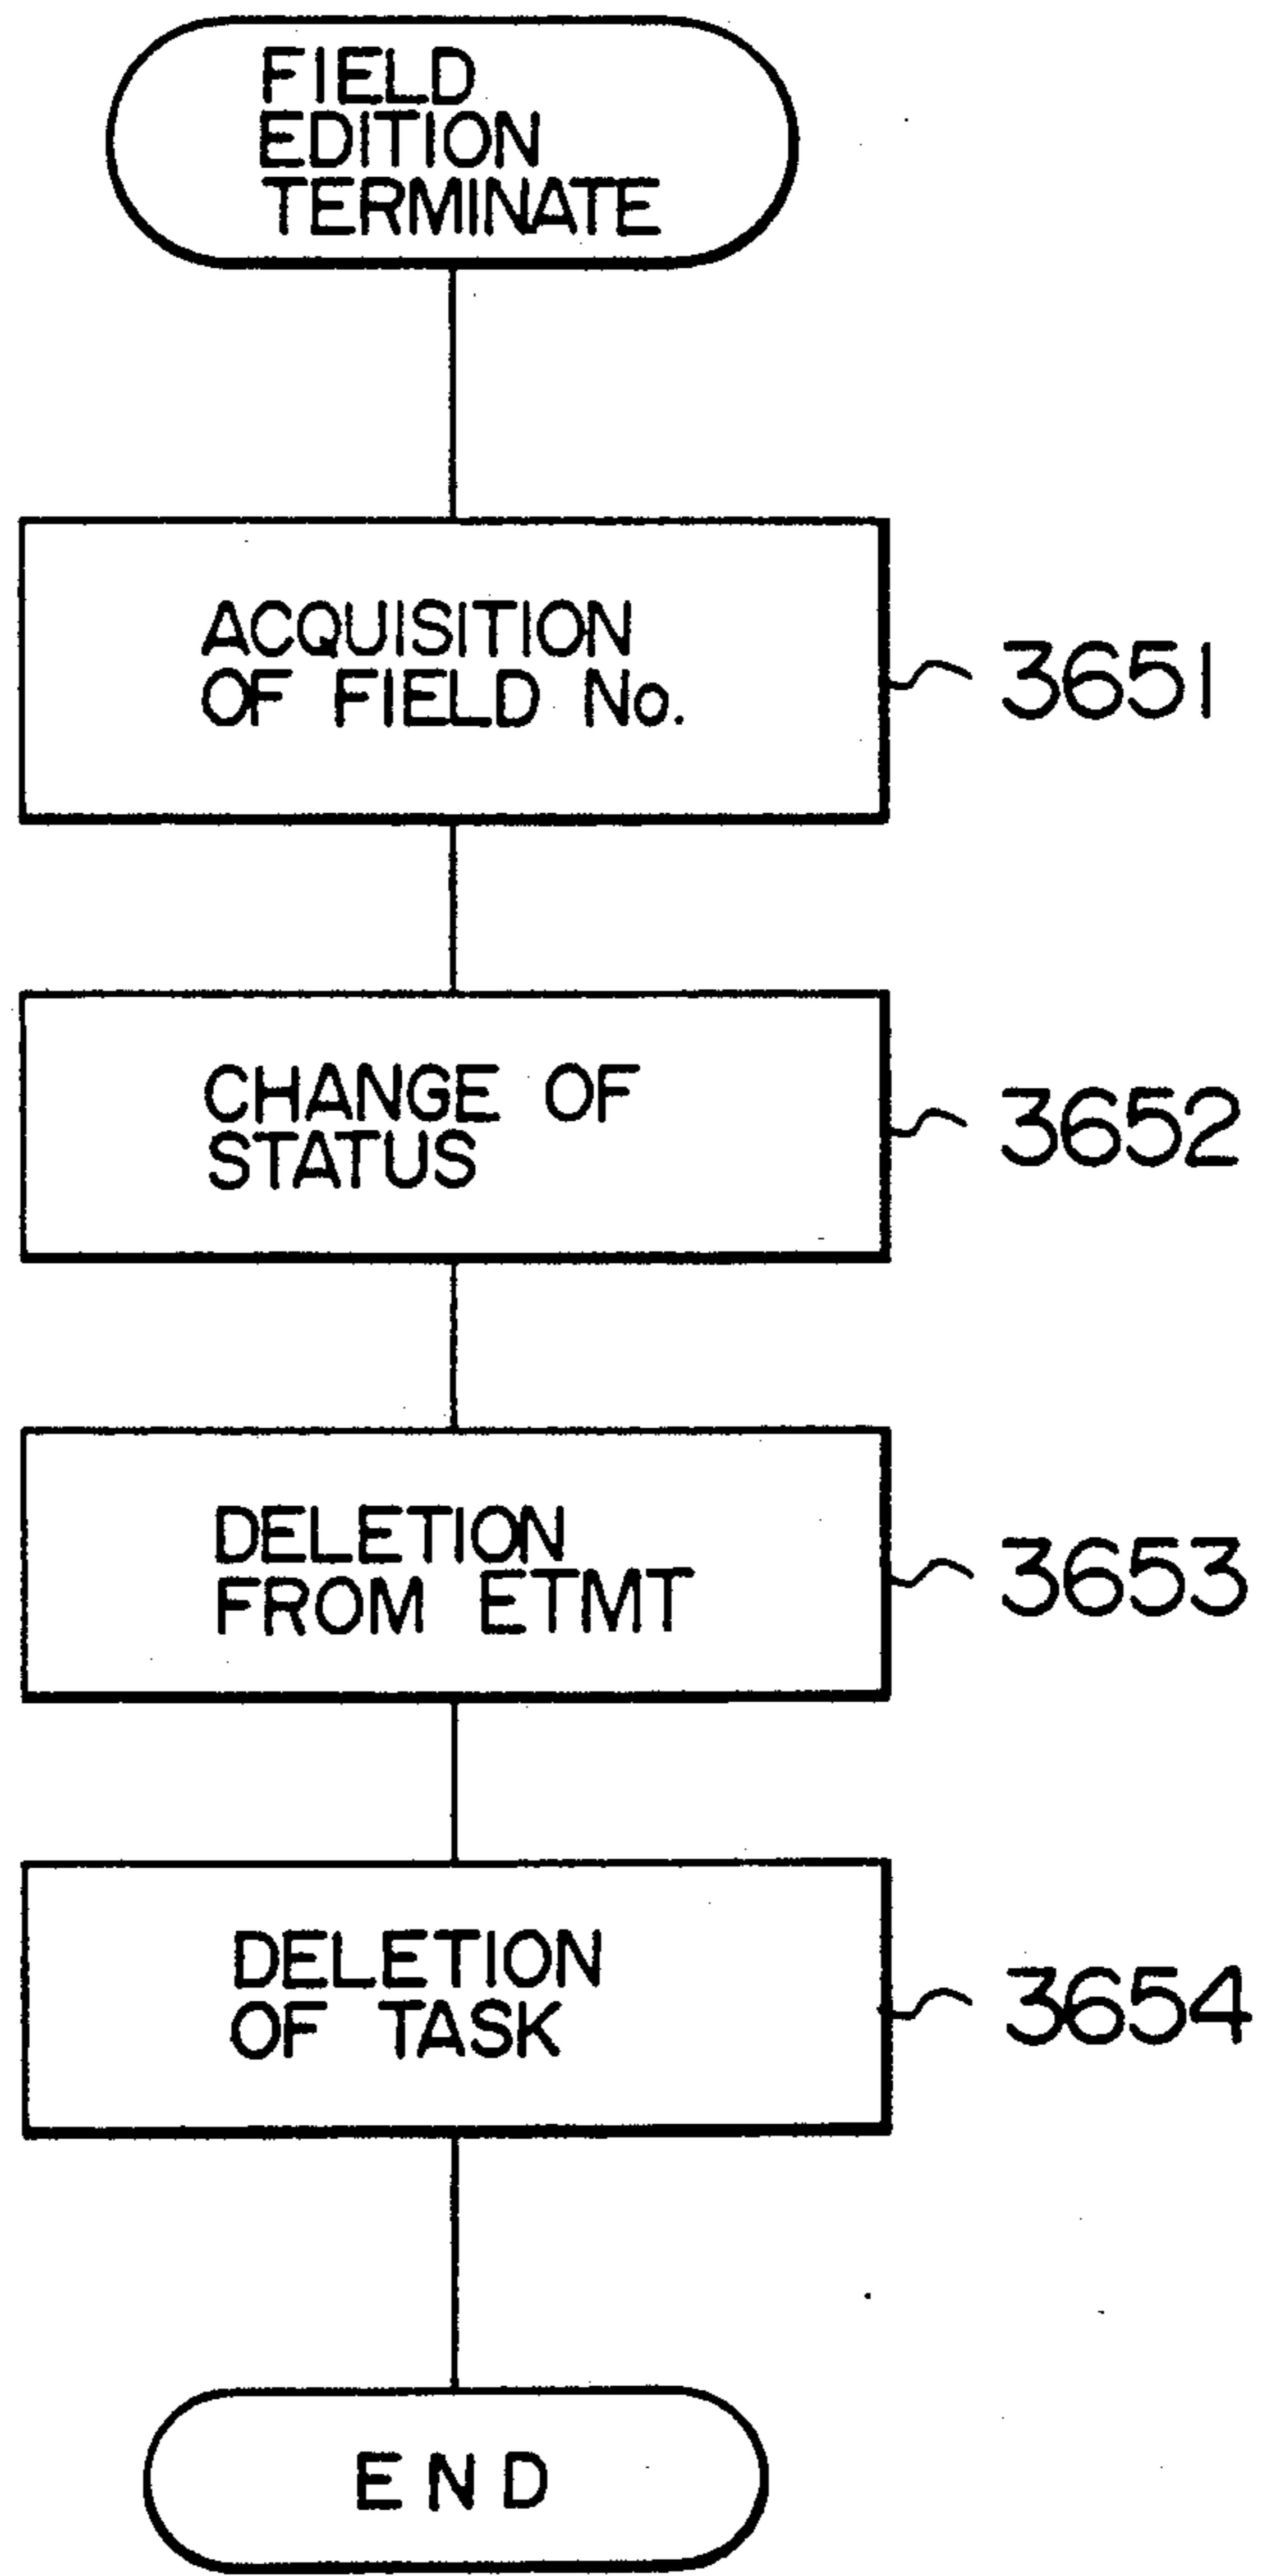 FIELD
EDITION
TERMINATE
ACQUISITION
OF FIELD No.
3651
CHANGE OF
STATUS
3652
DELETION
FROM ETMT
3653
DELETION
OF TASK
3654
END